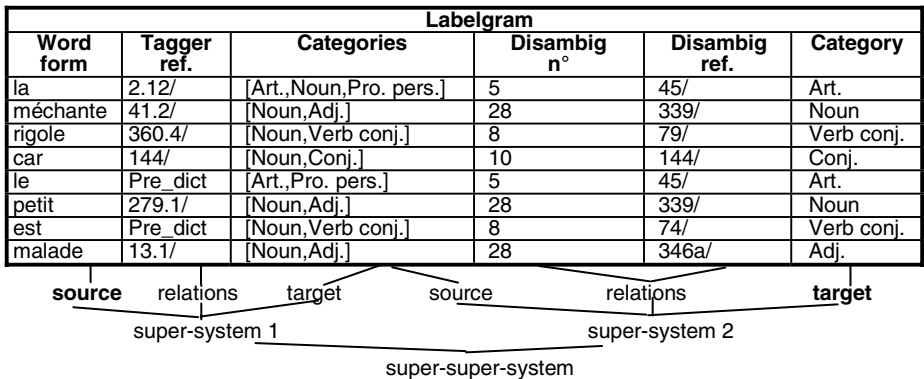 Labelgram
Word form Tagger ref. Categories Disambig n° Disambig ref. Category
la 2.12/ [Art.,Noun,Pro. pers.] 5 45/ Art.
méchante 41.2/ [Noun,Adj.] 28 339/ Noun
rigole 360.4/ [Noun,Verb conj.] 8 79/ Verb conj.
car 144/ [Noun,Conj.] 10 144/ Conj.
le Pre_dict [Art.,Pro. pers.] 5 45/ Art.
petit 279.1/ [Noun,Adj.] 28 339/ Noun
est Pre_dict [Noun,Verb conj.] 8 74/ Verb conj.
malade 13.1/ [Noun,Adj.] 28 346a/ Adj.
source relations target source relations target
super-system 1 super-system 2
super-super-system